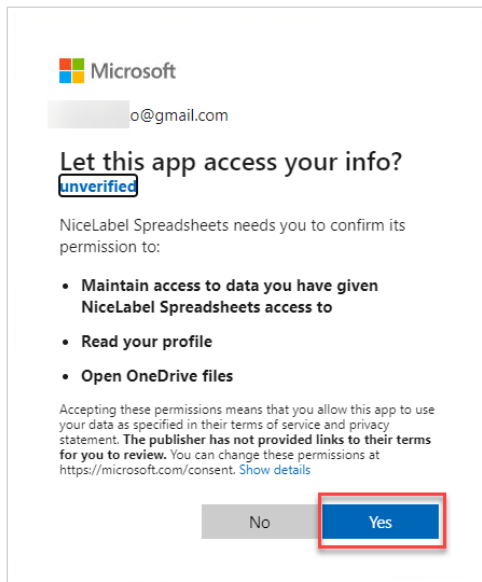 Microsoft
o@gmail.com
Let this app access your info?
unverified
NiceLabel Spreadsheets needs you to confirm its
permission to:
• Maintain access to data you have given
NiceLabel Spreadsheets access to
• Read your profile
• Open OneDrive files
Accepting these permissions means that you allow this app to use
your data as specified in their terms of service and privacy
statement. The publisher has not provided links to their terms
for you to review. You can change these permissions at
https://microsoft.com/consent. Show details
No
Yes